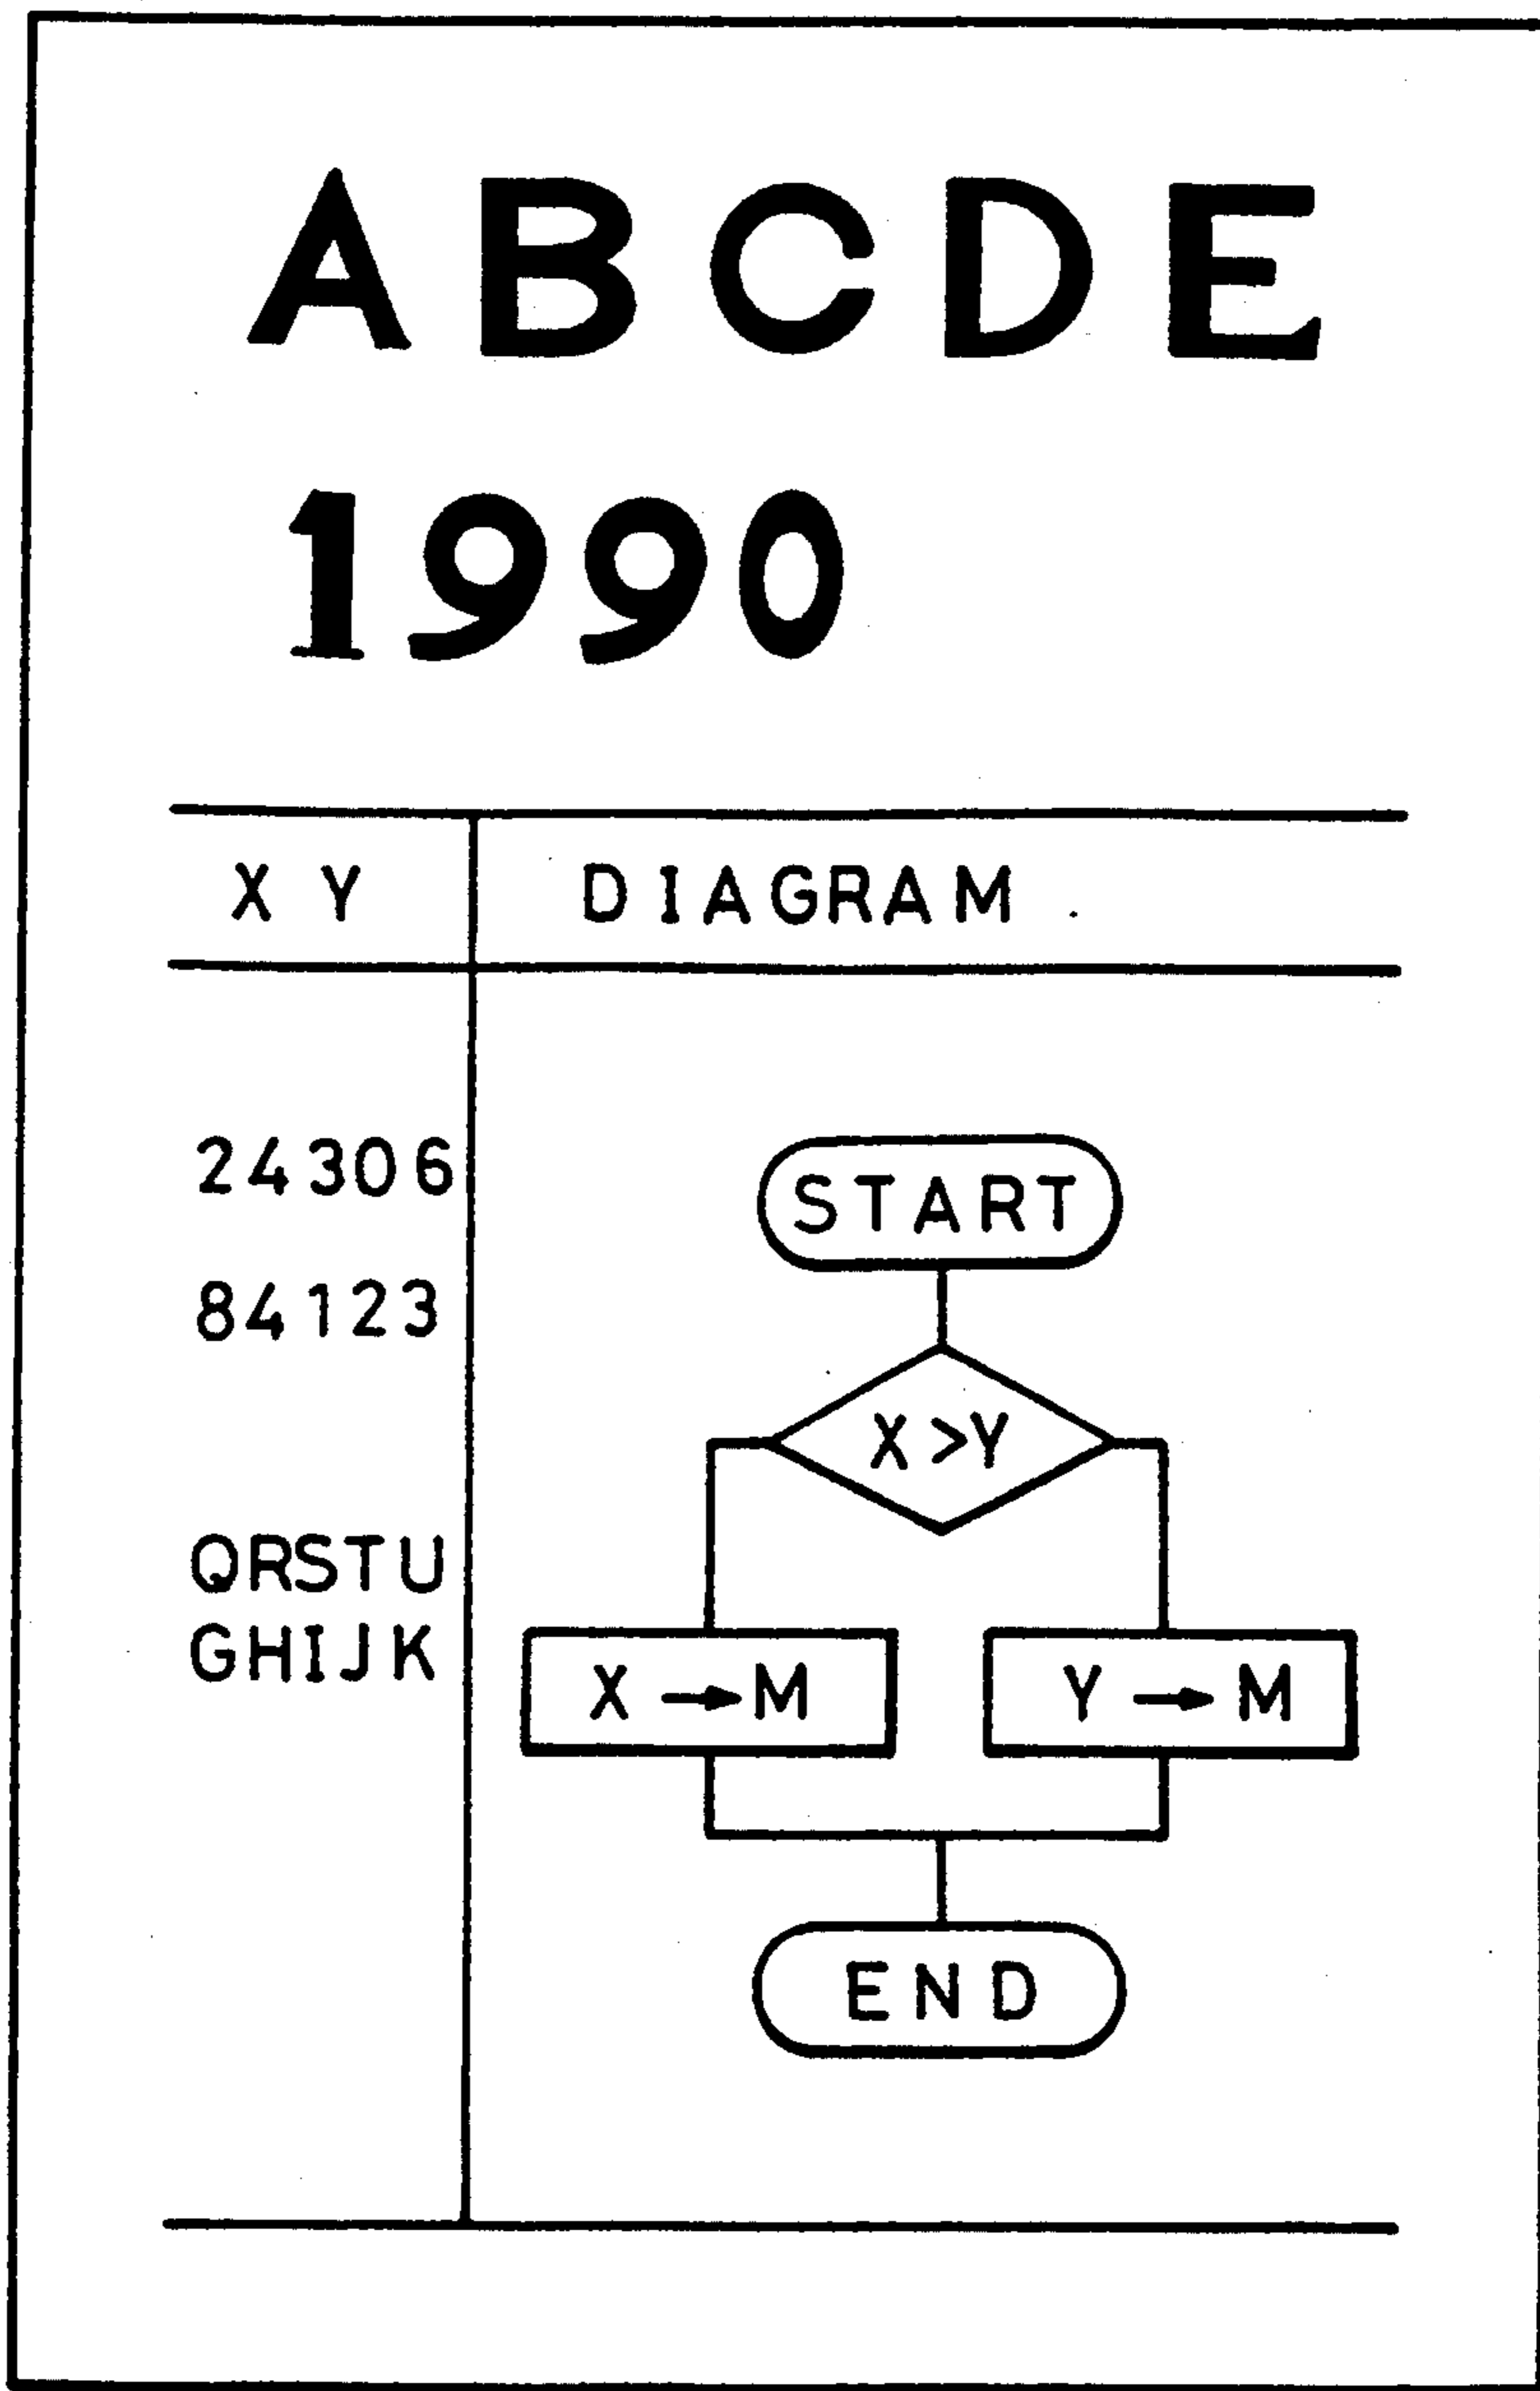 ABCDE
1990
X Y DIAGRAM
24306
84123
QRSTU
GHIJK
START
X>Y
X→M Y→M
END